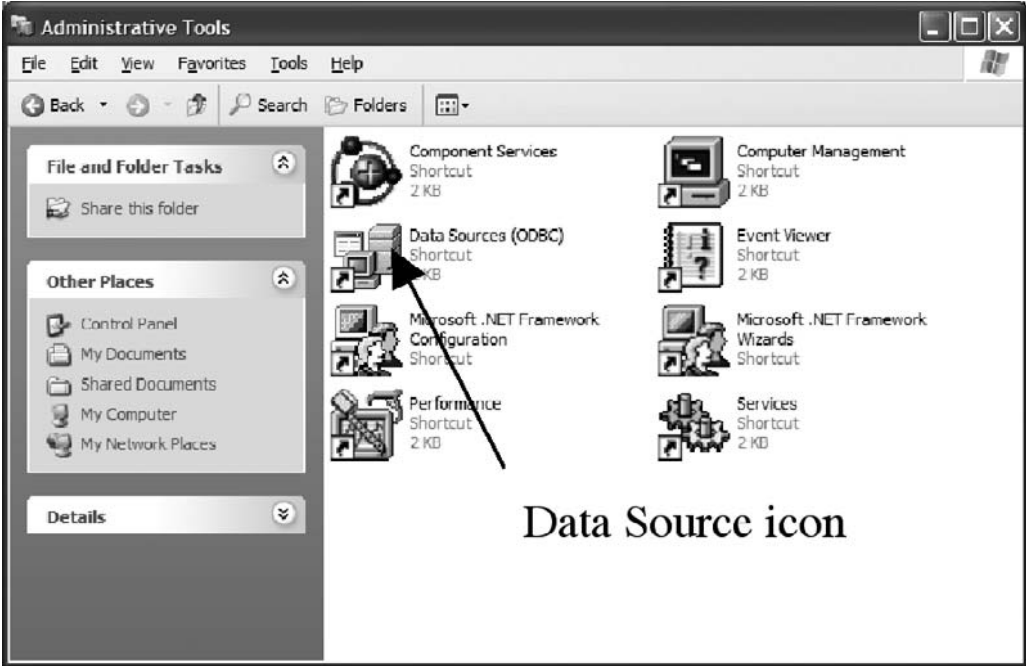 Administrative Tools
File Edit View Favorites Tools Help
Back Search Folders
File and Folder Tasks
Share this folder
Other Places
Control Panel
My Documents
Shared Documents
My Computer
My Network Places
Details
Component Services
Shortcut
2 KB
Computer Management
Shortcut
2 KB
Data Sources (ODBC)
Shortcut
KB
Event Viewer
Shortcut
2 KB
Microsoft .NET Framework
Configuration
Shortcut
Microsoft .NET Framework
Wizards
Shortcut
Performance
Shortcut
2 KB
Services
Shortcut
2 KB
Data Source icon